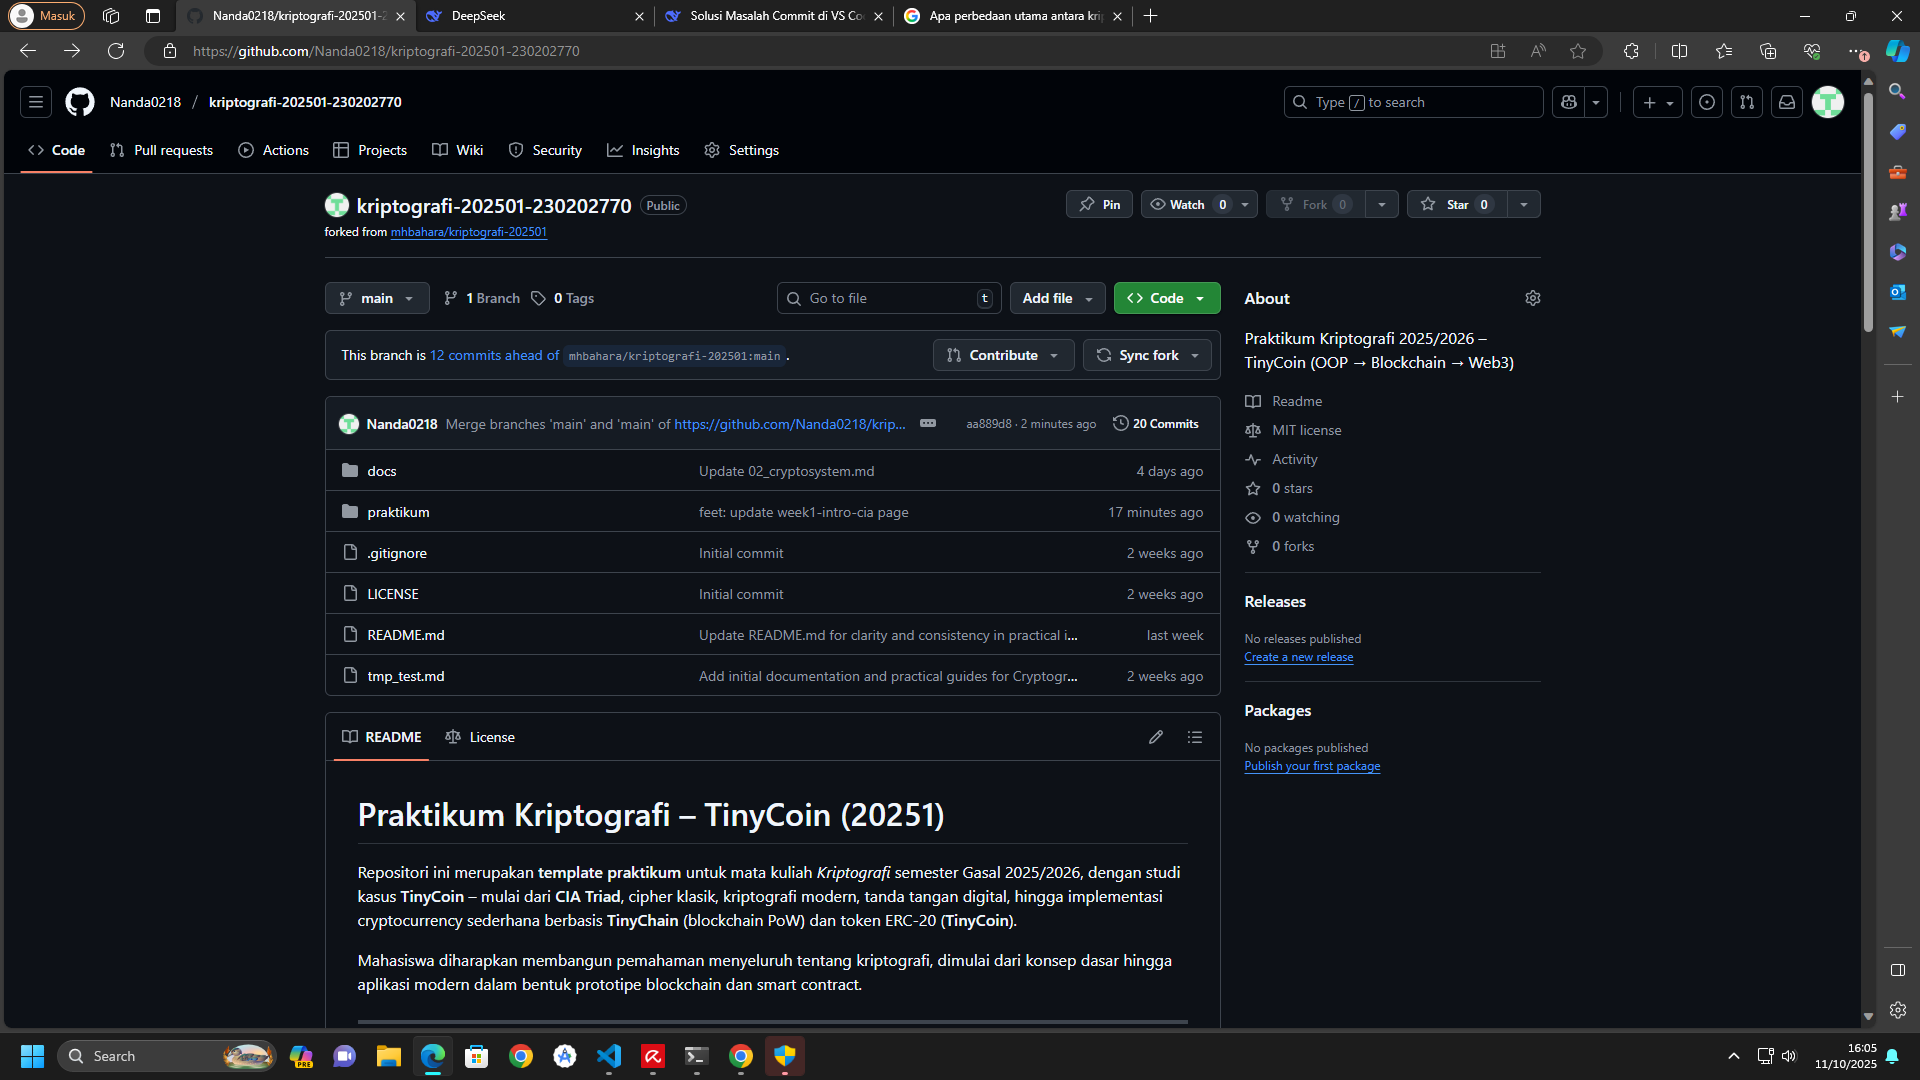 Masuk
Nanda0218/kriptografi-202501-2
DeepSeek
Solusi Masalah Commit di VS Co
Apa perbedaan utama antara kri
https://github.com/Nanda0218/kriptografi-202501-230202770
1
Nanda0218 / kriptografi-202501-230202770
Type / to search
Code
Pull requests
Actions
Projects
Wiki
Security
Insights
Settings
kriptografi-202501-230202770 Public
Pin
Watch 0
Fork 0
Star 0
forked from mhbahara/kriptografi-202501
main
1 Branch
0 Tags
Go to file t
Add file
Code
This branch is 12 commits ahead of mhbahara/kriptografi-202501:main .
Contribute
Sync fork
Nanda0218 Merge branches 'main' and 'main' of https://github.com/Nanda0218/krip... aa889d8 · 2 minutes ago 20 Commits
docs Update 02_cryptosystem.md 4 days ago
praktikum feet: update week1-intro-cia page 17 minutes ago
.gitignore Initial commit 2 weeks ago
LICENSE Initial commit 2 weeks ago
README.md Update README.md for clarity and consistency in practical i... last week
tmp_test.md Add initial documentation and practical guides for Cryptogr... 2 weeks ago
README
License
Praktikum Kriptografi – TinyCoin (20251)
Repositori ini merupakan template praktikum untuk mata kuliah Kriptografi semester Gasal 2025/2026, dengan studi
kasus TinyCoin – mulai dari CIA Triad, cipher klasik, kriptografi modern, tanda tangan digital, hingga implementasi
cryptocurrency sederhana berbasis TinyChain (blockchain PoW) dan token ERC-20 (TinyCoin).
Mahasiswa diharapkan membangun pemahaman menyeluruh tentang kriptografi, dimulai dari konsep dasar hingga
aplikasi modern dalam bentuk prototipe blockchain dan smart contract.
About
Praktikum Kriptografi 2025/2026 –
TinyCoin (OOP → Blockchain → Web3)
Readme
MIT license
Activity
0 stars
0 watching
0 forks
Releases
No releases published
Create a new release
Packages
No packages published
Publish your first package
Search
PRE
16:05
11/10/2025